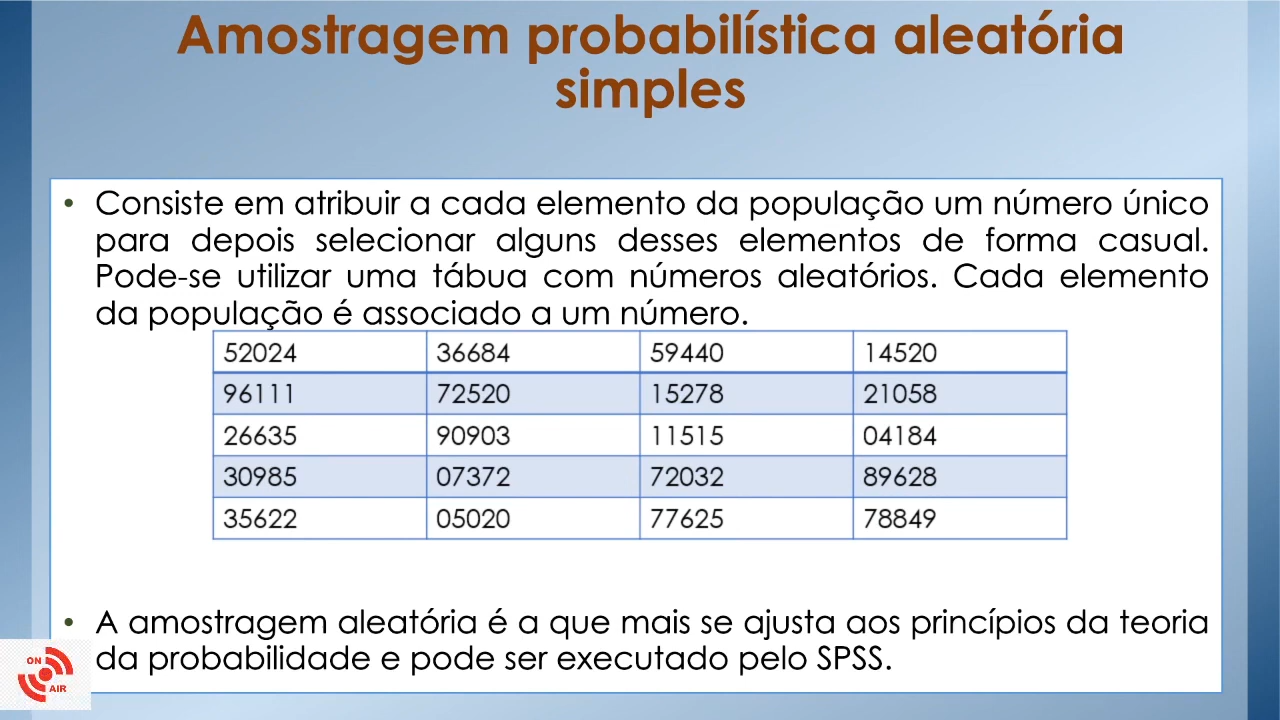 Amostragem probabilística aleatória
simples
• Consiste em atribuir a cada elemento da população um número único
para depois selecionar alguns desses elementos de forma casual.
Pode-se utilizar uma tábua com números aleatórios. Cada elemento
da população é associado a um número.
52024 36684 59440 14520
96111 72520 15278 21058
26635 90903 11515 04184
30985 07372 72032 89628
35622 05020 77625 78849
• A amostragem aleatória é a que mais se ajusta aos princípios da teoria
da probabilidade e pode ser executado pelo SPSS.
ON
AIR